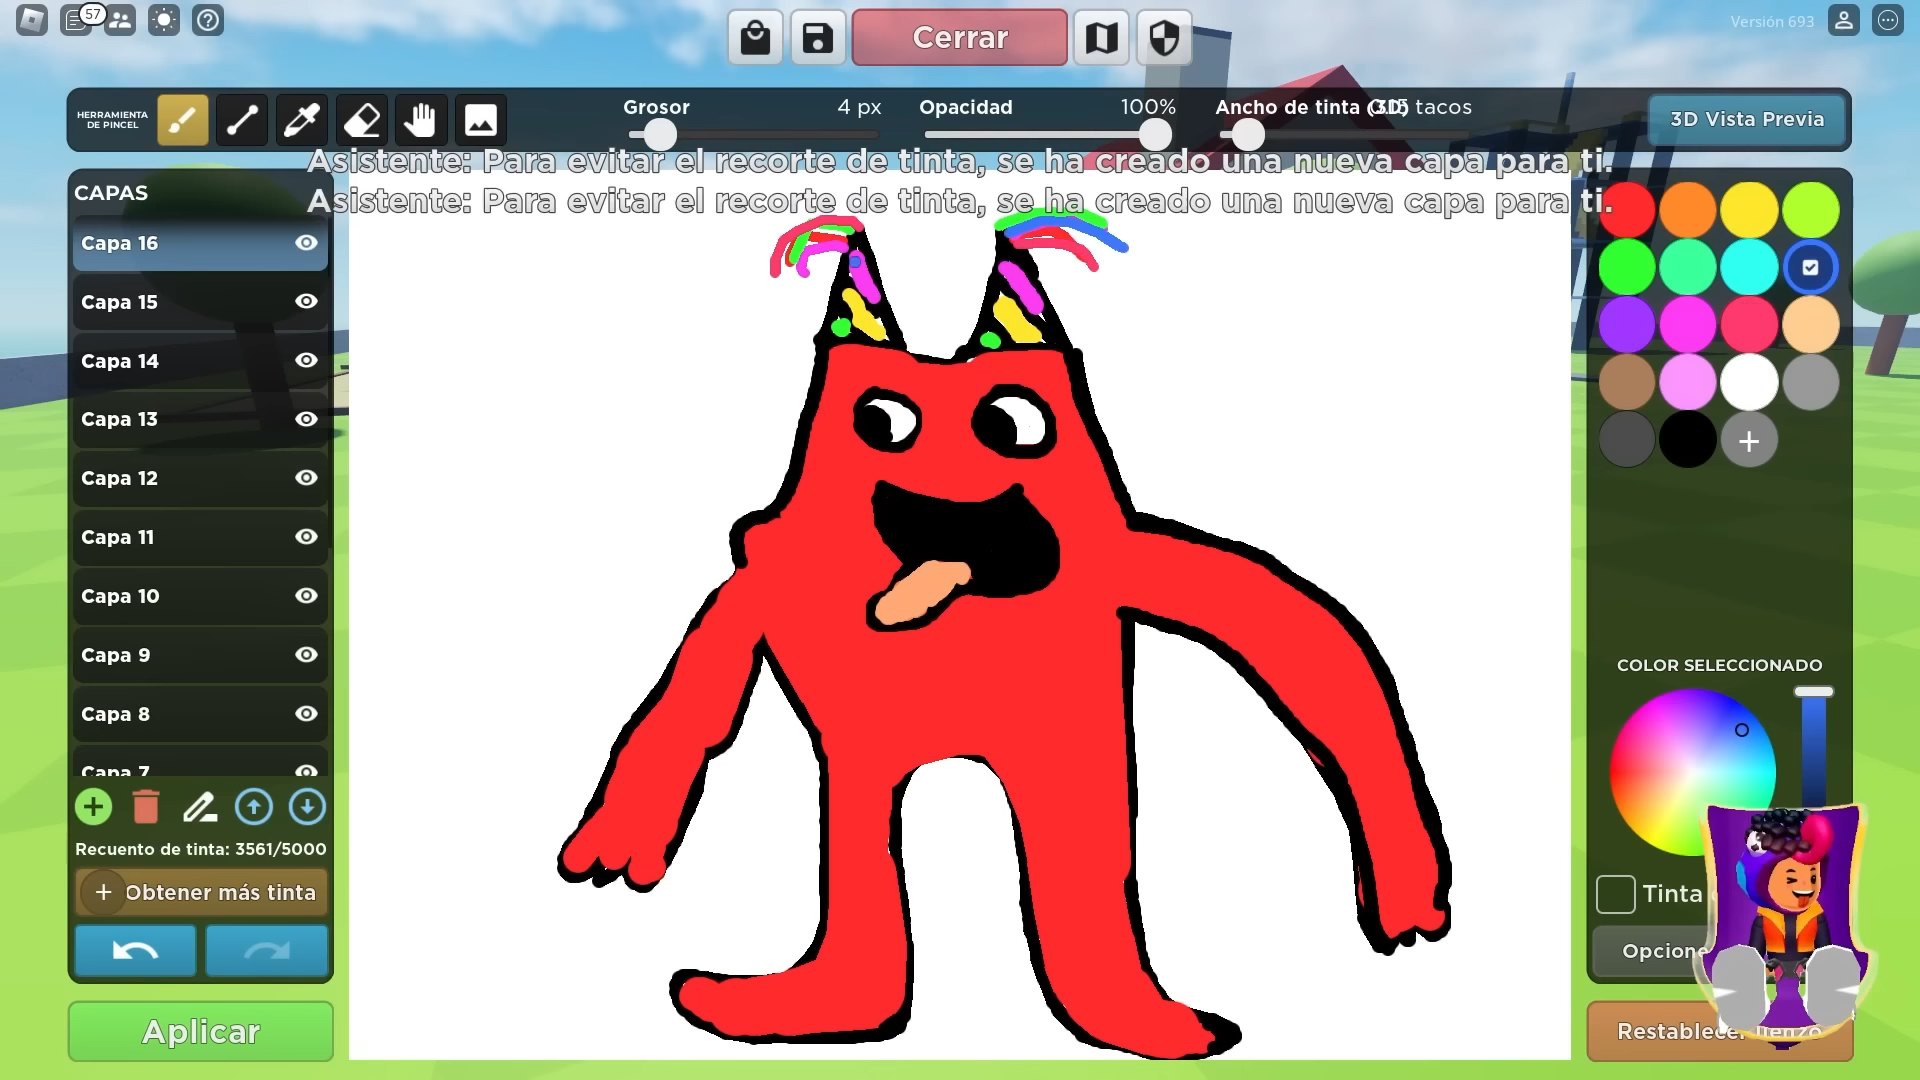 57
Cerrar
Versión 693
HERRAMIENTA
DE PINCEL
Grosor
4 px
Opacidad
100%
Ancho de tinta (3D)
tacos
3D Vista Previa
Asistente: Para evitar el recorte de tinta, se ha creado una nueva capa para ti.
Asistente: Para evitar el recorte de tinta, se ha creado una nueva capa para ti.
CAPAS
Capa 16
Capa 15
Capa 14
Capa 13
Capa 12
Capa 11
Capa 10
Capa 9
Capa 8
Capa 7
Recuento de tinta: 3561/5000
+ Obtener más tinta
Aplicar
COLOR SELECCIONADO
Tinta
Opcione